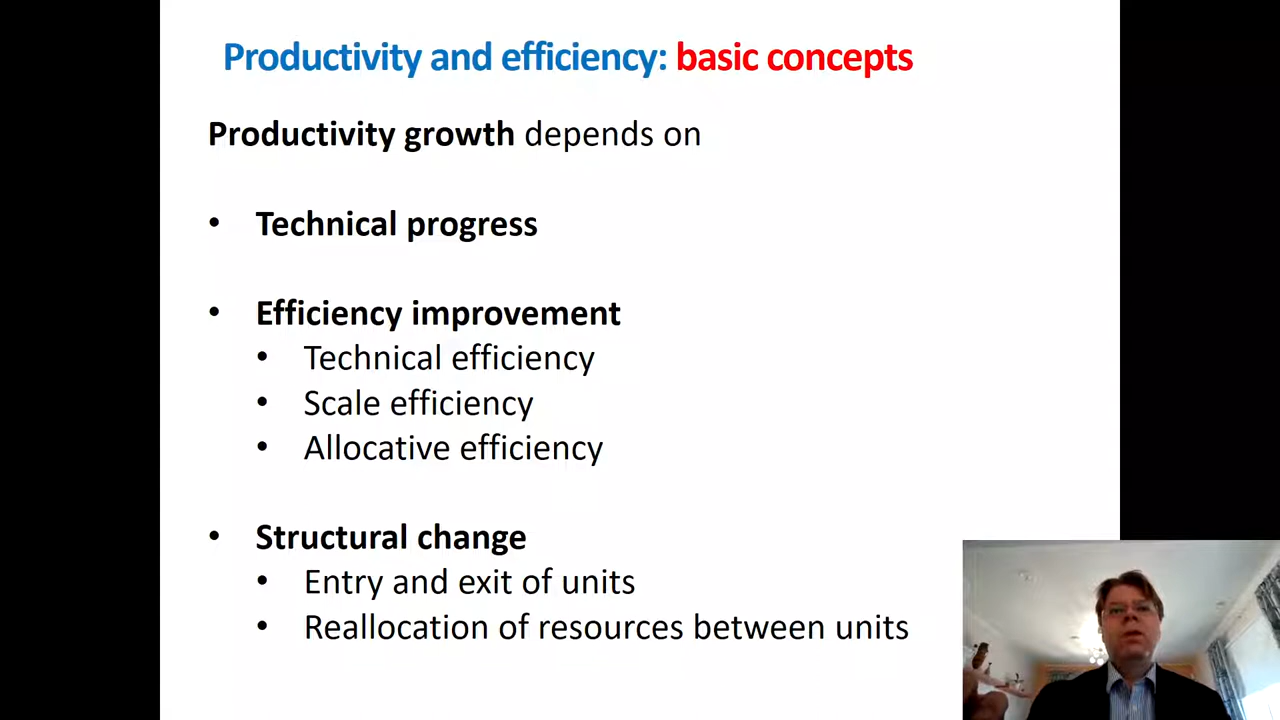 Productivity and efficiency: basic concepts
Productivity growth depends on
• Technical progress
• Efficiency improvement
• Technical efficiency
• Scale efficiency
• Allocative efficiency
• Structural change
• Entry and exit of units
• Reallocation of resources between units